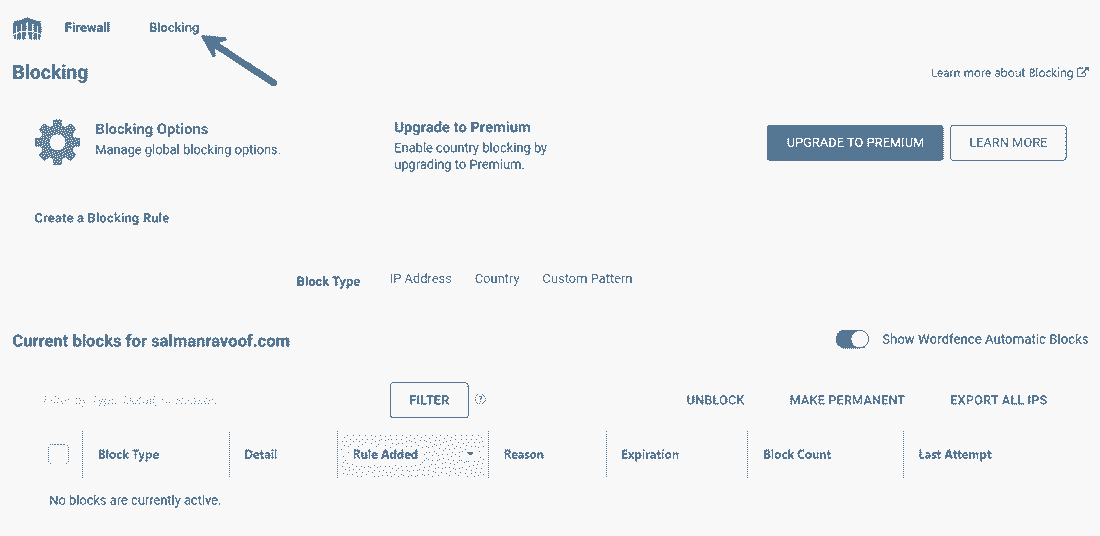 Firewall Blocking
Blocking
Learn more about Blocking
Blocking Options
Manage global blocking options.
Upgrade to Premium
Enable country blocking by
upgrading to Premium.
UPGRADE TO PREMIUM
LEARN MORE
Create a Blocking Rule
Block Type IP Address Country Custom Pattern
Current blocks for salmanravoof.com
Show Wordfence Automatic Blocks
FILTER
UNBLOCK MAKE PERMANENT EXPORT ALL IPS
Block Type Detail Rule Added Reason Expiration Block Count Last Attempt
No blocks are currently active.